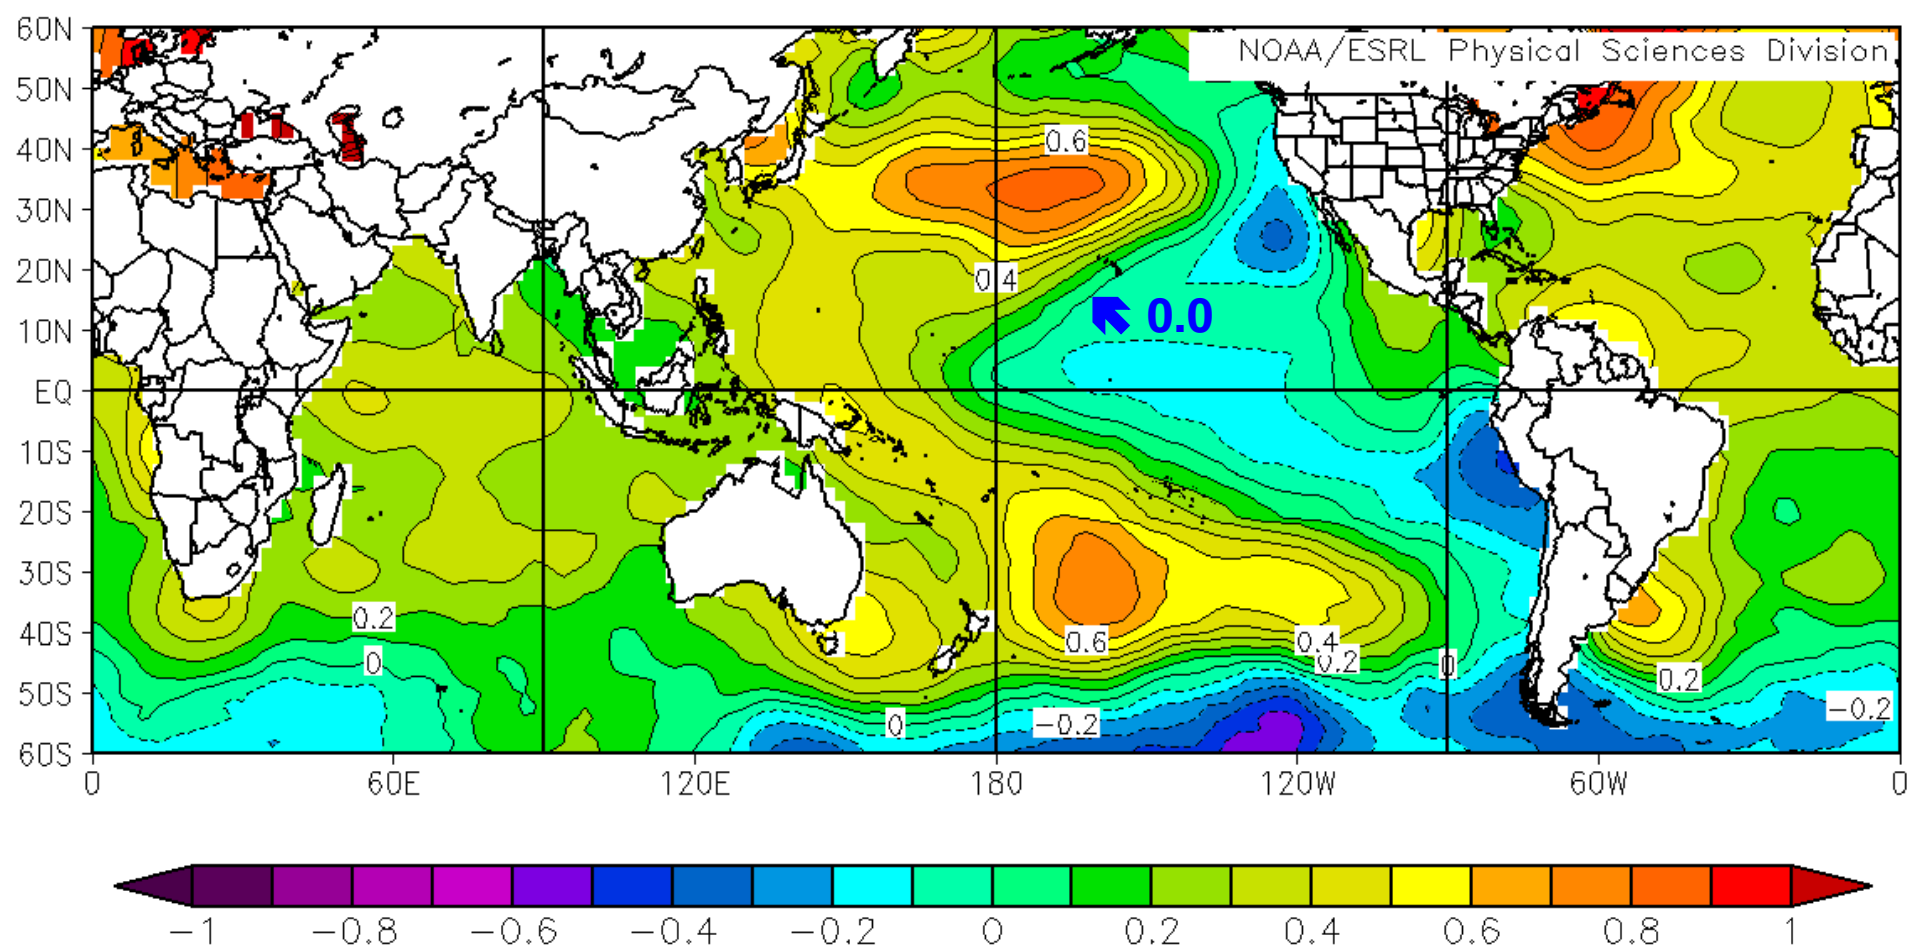 60N
NOAA/ESRL Physical Sciences Division
50N
40N
0.6
30N
20N
0.4
0.0
10N
EQ
10S
20S
30S
0.2
40S
0.6
0.4
0
0.2
0
50S
0.2
0
−0.2
−0.2
60S
0 60E 120E 180 120W 60W 0
−1 −0.8 −0.6 −0.4 −0.2 0 0.2 0.4 0.6 0.8 1